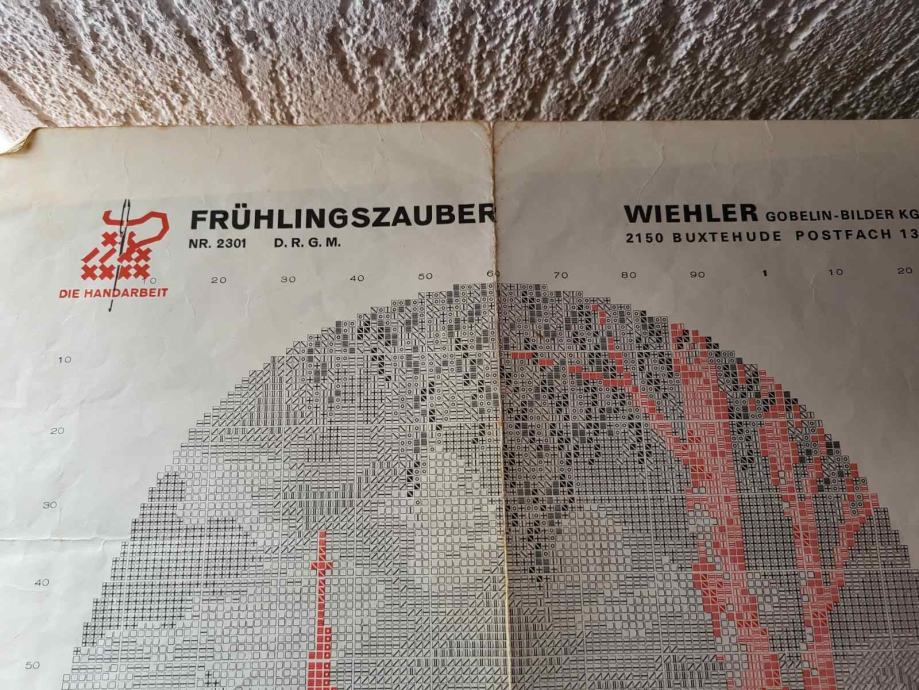 FRÜHLINGSZAUBER
NR. 2301 D.R.G.M.
WIEHLER GOBELIN-BILDER KG
2150 BUXTEHUDE POSTFACH 13
DIE HANDARBEIT
10 20 30 40 50 60 70 80 90 1 10 20
10
20
30
40
50